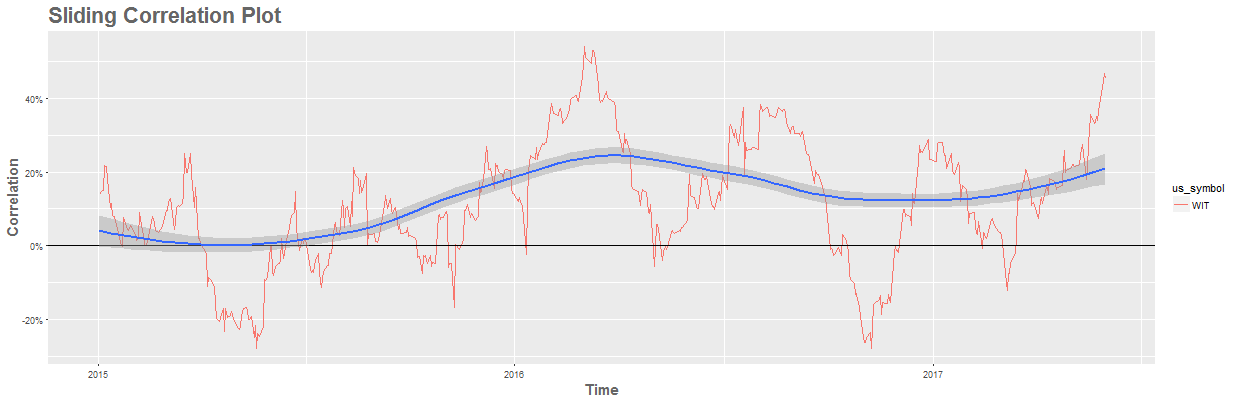 Sliding Correlation Plot
Correlation
40%
20%
0%
-20%
2015
2016
2017
Time
us_symbol
WIT